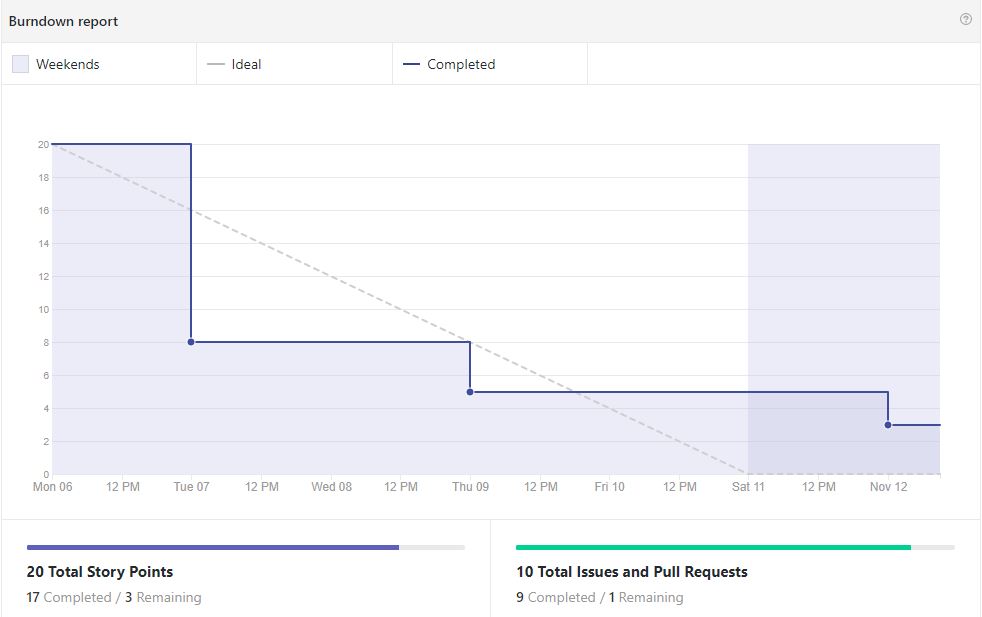 Burndown report
Weekends
Ideal
Completed
20
18
16
14
12
10
8
6
4
2
0
Mon 06 12 PM Tue 07 12 PM Wed 08 12 PM Thu 09 12 PM Fri 10 12 PM Sat 11 12 PM Nov 12
20 Total Story Points
17 Completed / 3 Remaining
10 Total Issues and Pull Requests
9 Completed / 1 Remaining